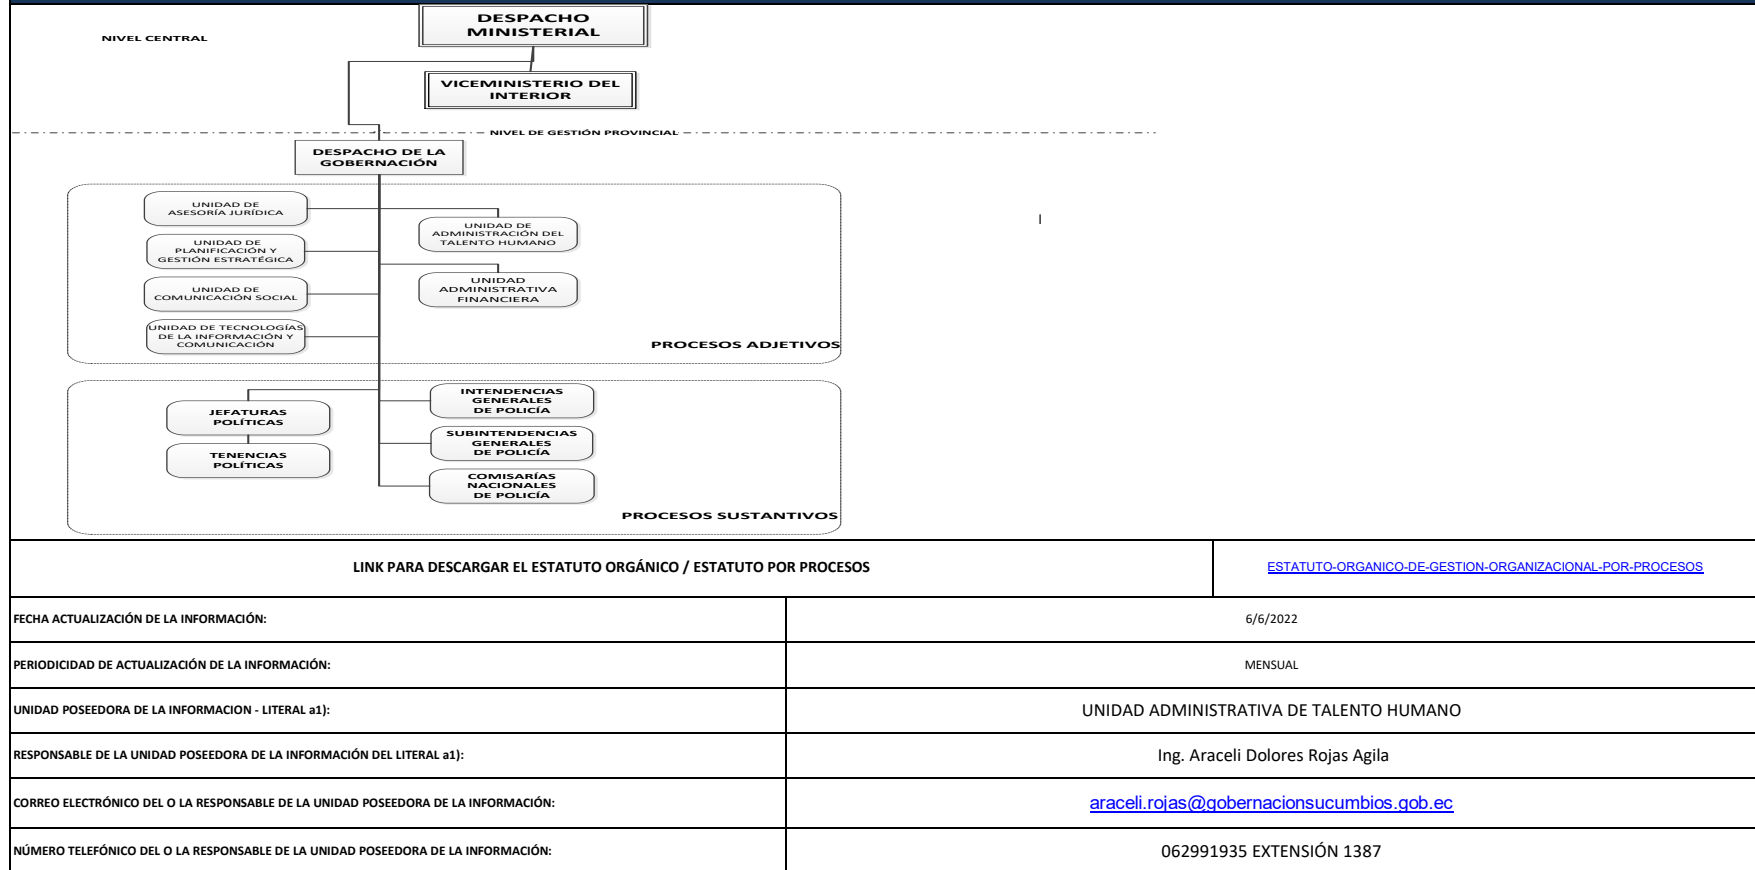 NIVEL CENTRAL
DESPACHO
MINISTERIAL
VICEMINISTERIO DEL
INTERIOR
NIVEL DE GESTIÓN PROVINCIAL
DESPACHO DE LA
GOBERNACIÓN
UNIDAD DE
ASESORÍA JURÍDICA
UNIDAD DE
ADMINISTRACIÓN DEL
TALENTO HUMANO
UNIDAD DE
PLANIFICACIÓN Y
GESTIÓN ESTRATÉGICA
UNIDAD
ADMINISTRATIVA
FINANCIERA
UNIDAD DE
COMUNICACIÓN SOCIAL
UNIDAD DE TECNOLOGÍAS
DE LA INFORMACIÓN Y
COMUNICACIÓN
PROCESOS ADJETIVOS
JEFATURAS
POLÍTICAS
TENENCIAS
POLÍTICAS
INTENDENCIAS
GENERALES
DE POLICÍA
SUBINTENDENCIAS
GENERALES
DE POLICÍA
COMISARÍAS
NACIONALES
DE POLICÍA
PROCESOS SUSTANTIVOS
l
LINK PARA DESCARGAR EL ESTATUTO ORGÁNICO / ESTATUTO POR PROCESOS
ESTATUTO-ORGANICO-DE-GESTION-ORGANIZACIONAL-POR-PROCESOS
FECHA ACTUALIZACIÓN DE LA INFORMACIÓN:
6/6/2022
PERIODICIDAD DE ACTUALIZACIÓN DE LA INFORMACIÓN:
MENSUAL
UNIDAD POSEEDORA DE LA INFORMACION - LITERAL a1):
UNIDAD ADMINISTRATIVA DE TALENTO HUMANO
RESPONSABLE DE LA UNIDAD POSEEDORA DE LA INFORMACIÓN DEL LITERAL a1):
Ing. Araceli Dolores Rojas Agila
CORREO ELECTRÓNICO DEL O LA RESPONSABLE DE LA UNIDAD POSEEDORA DE LA INFORMACIÓN:
araceli.rojas@gobernacionsucumbios.gob.ec
NÚMERO TELEFÓNICO DEL O LA RESPONSABLE DE LA UNIDAD POSEEDORA DE LA INFORMACIÓN:
062991935 EXTENSIÓN 1387